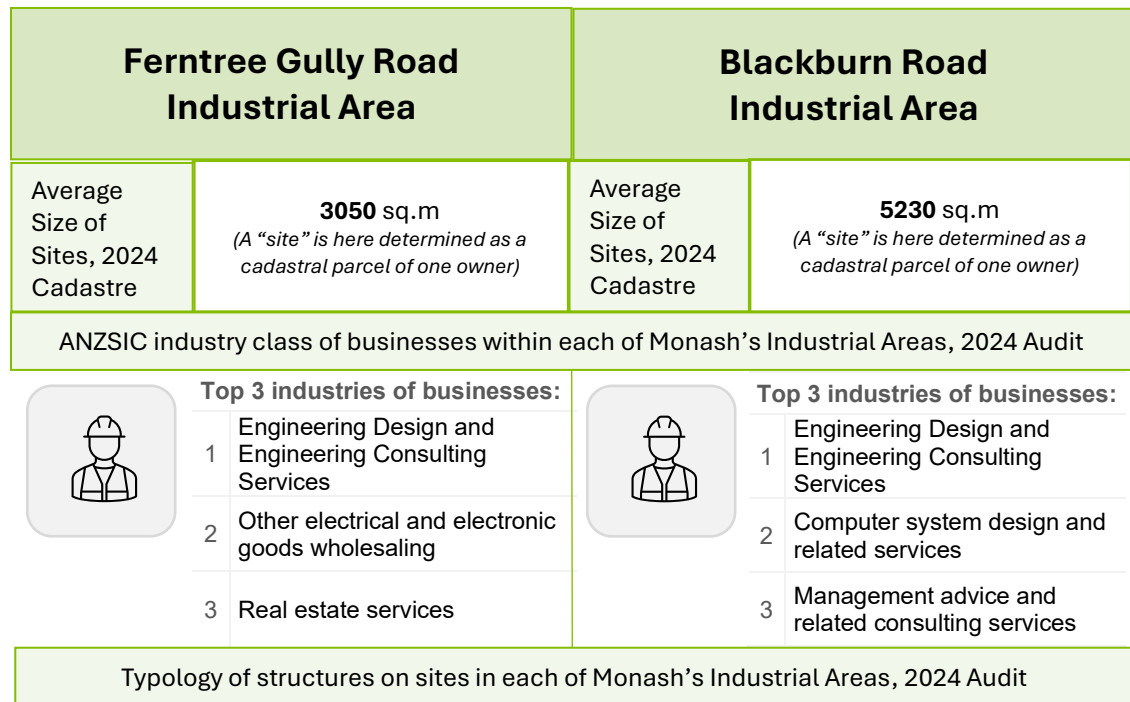 Ferntree Gully Road
Industrial Area
Blackburn Road
Industrial Area
Average
Size of
Sites, 2024
Cadastre
3050 sq.m
(A “site” is here determined as a
cadastral parcel of one owner)
Average
Size of
Sites, 2024
Cadastre
5230 sq.m
(A “site” is here determined as a
cadastral parcel of one owner)
ANZSIC industry class of businesses within each of Monash’s Industrial Areas, 2024 Audit
Top 3 industries of businesses:
1 Engineering Design and
Engineering Consulting
Services
2 Other electrical and electronic
goods wholesaling
3 Real estate services
Top 3 industries of businesses:
1 Engineering Design and
Engineering Consulting
Services
2 Computer system design and
related services
3 Management advice and
related consulting services
Typology of structures on sites in each of Monash’s Industrial Areas, 2024 Audit